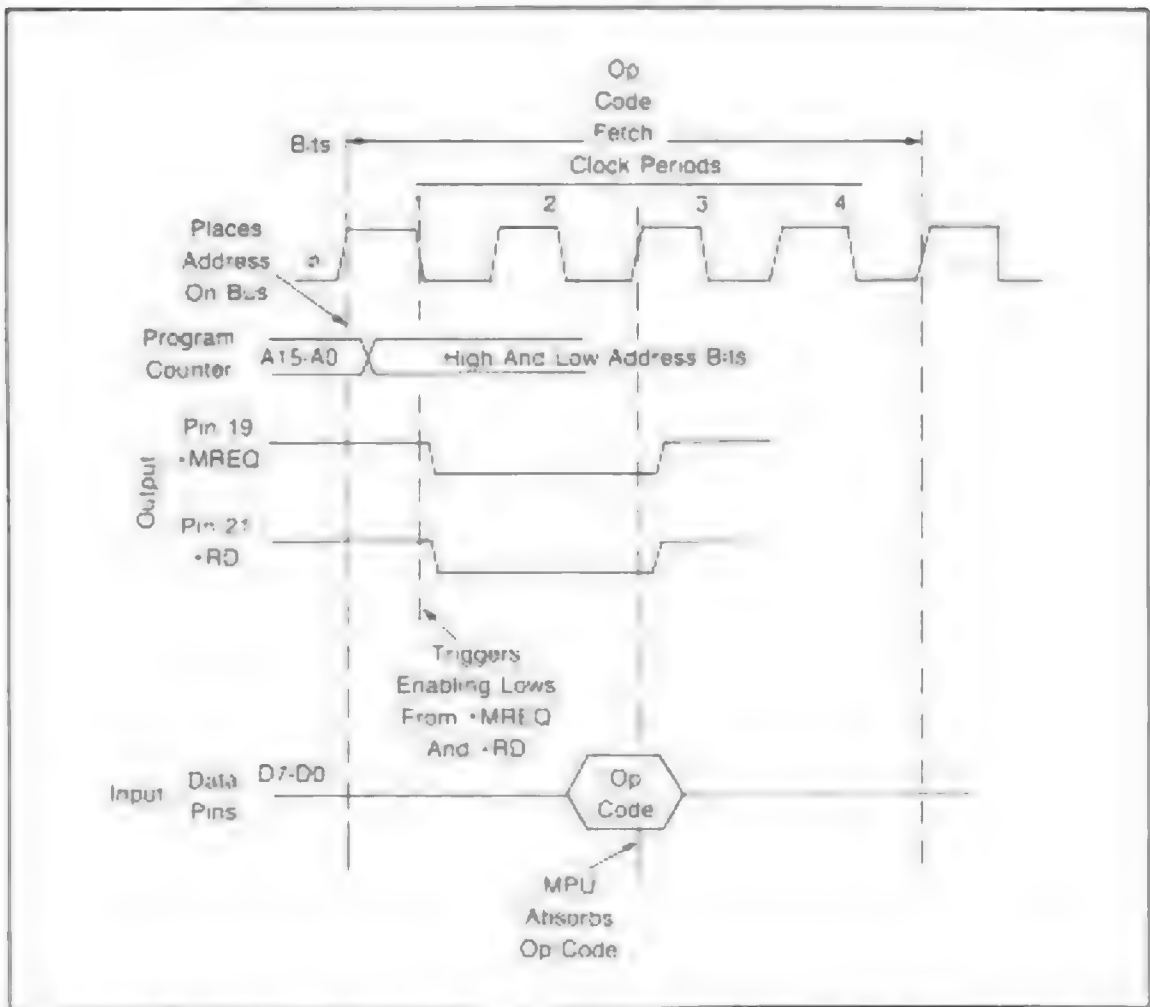 Op
Code
Fetch
Bits
Clock Periods
1 2 3 4
Places
Address
On Bus
Φ
Program
Counter
A15-A0
High And Low Address Bits
Output
Pin 19
*MREQ
Pin 21
*RD
Triggers
Enabling Lows
From *MREQ
And *RD
Input
Data
Pins
D7-D0
Op
Code
MPU
Absorbs
Op Code